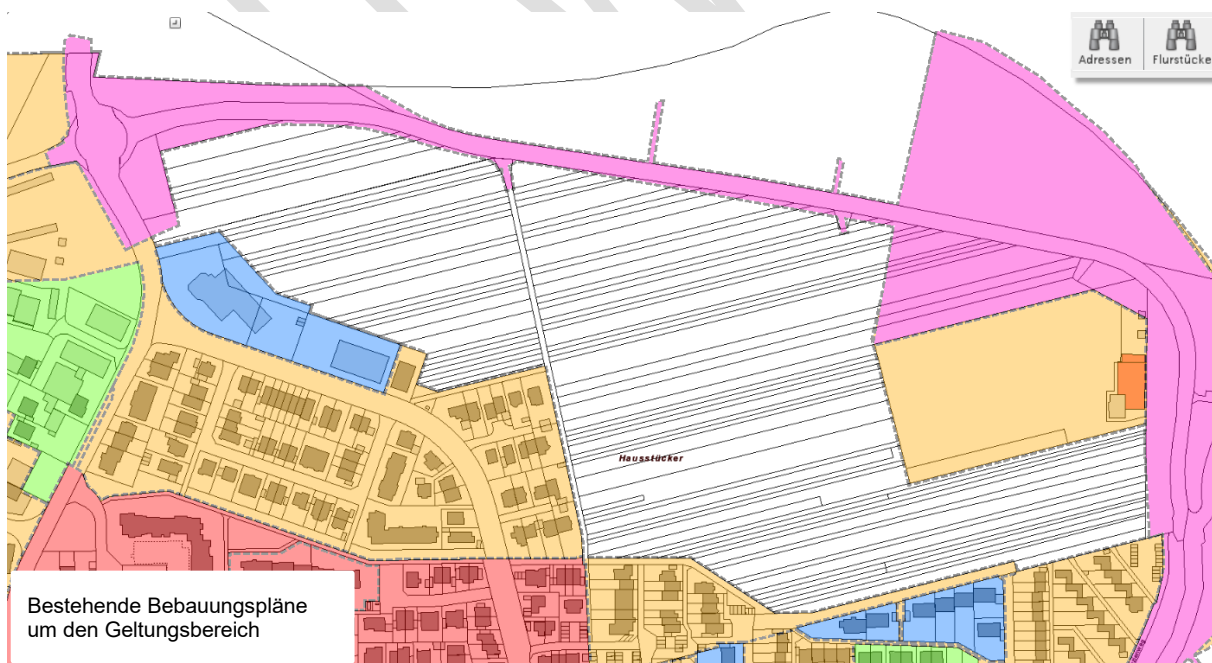 Adressen
Flurstücke
Hausstücker
Bestehende Bebauungspläne
um den Geltungsbereich